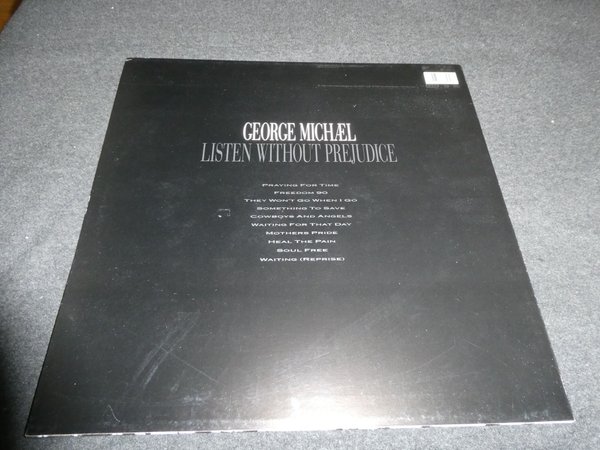 GEORGE MICHÆL
LISTEN WITHOUT PREJUDICE
PRAYING FOR TIME
FREEDOM 90
THEY WON'T GO WHEN I GO
SOMETHING TO SAVE
COWBOYS AND ANGELS
WAITING FOR THAT DAY
MOTHERS PRIDE
HEAL THE PAIN
SOUL FREE
WAITING (REPRISE)